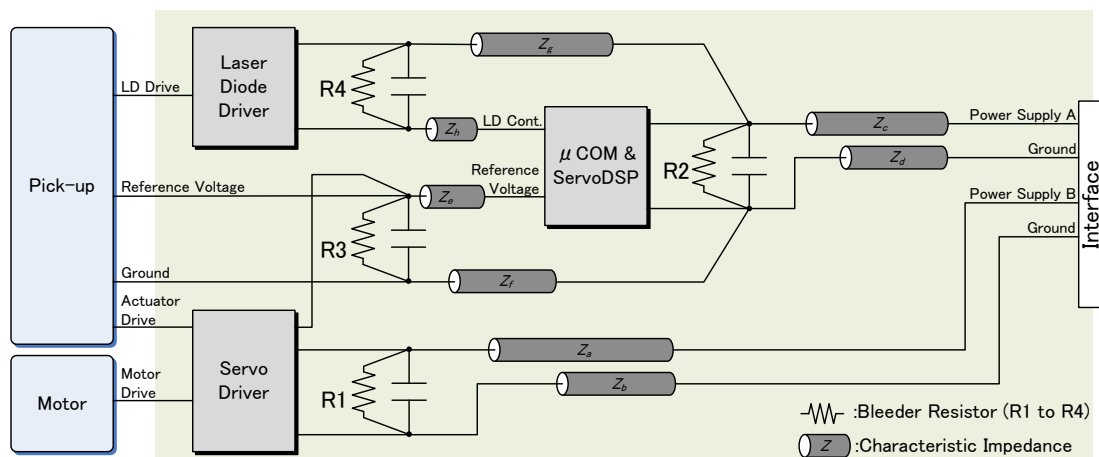 Pick-up
LD Drive
Laser
Diode
Driver
R4
Zg
Zh
LD Cont.
Reference Voltage
Ze
Reference
Voltage
μ COM &
ServoDSP
R2
Zc
Power Supply A
Zd
Ground
Power Supply B
Ground
Interface
R3
Ground
Zf
Actuator
Drive
Servo
Driver
Za
Zb
R1
Motor
Motor
Drive
:Bleeder Resistor (R1 to R4)
Z :Characteristic Impedance